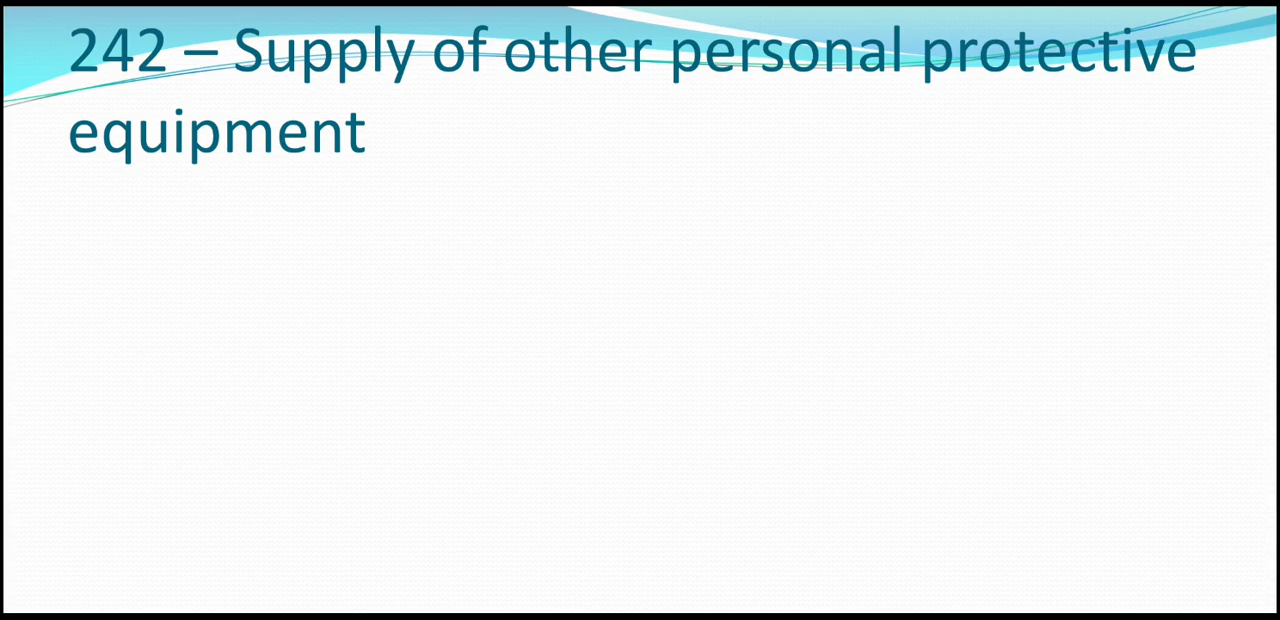 242 – Supply of other personal protective
equipment